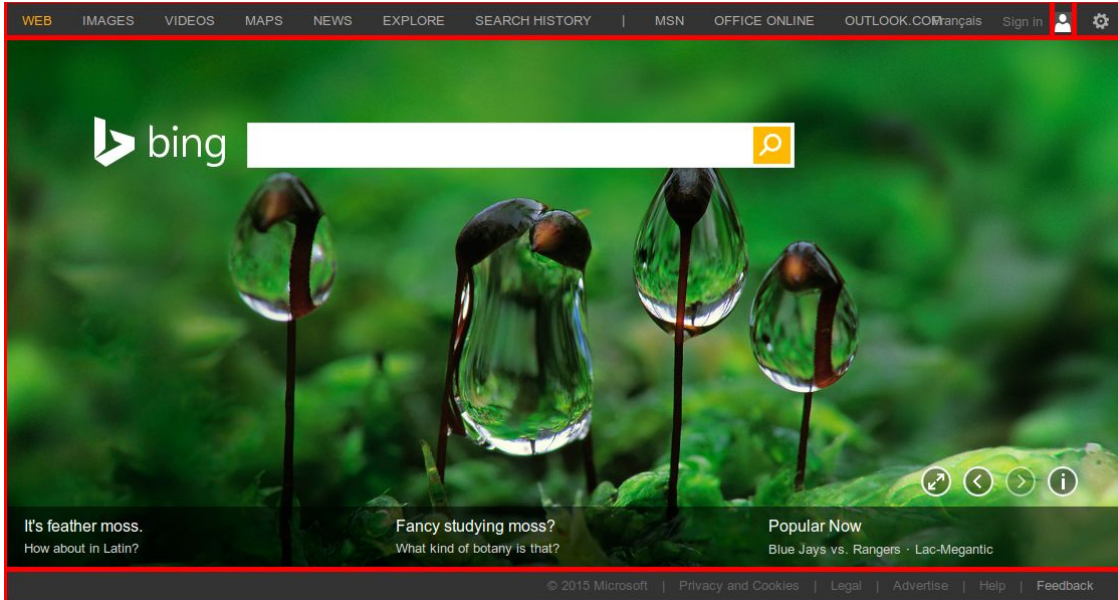 WEB IMAGES VIDEOS MAPS NEWS EXPLORE SEARCH HISTORY | MSN OFFICE ONLINE OUTLOOK.COM Français Sign in
bing
It's feather moss. Fancy studying moss? Popular Now
How about in Latin? What kind of botany is that? Blue Jays vs. Rangers · Lac-Megantic
© 2015 Microsoft | Privacy and Cookies | Legal | Advertise | Help | Feedback